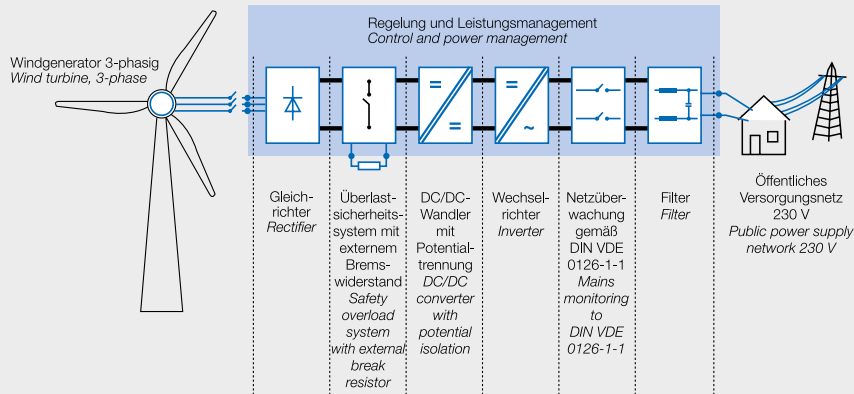 Regelung und Leistungsmanagement
Control and power management
Windgenerator 3-phasig
Wind turbine, 3-phase
=
=
=
~
Gleich-
richter
Rectifier
Überlast-
sicherheits-
system mit
externem
Brems-
widerstand
Safety
overload
system
with external
break
resistor
DC/DC-
Wandler
mit
Potential-
trennung
DC/DC
converter
with
potential
isolation
Wechsel-
richter
Inverter
Netzüber-
wachung
gemäß
DIN VDE
0126-1-1
Mains
monitoring
to
DIN VDE
0126-1-1
Filter
Filter
Öffentliches
Versorgungsnetz
230 V
Public power supply
network 230 V